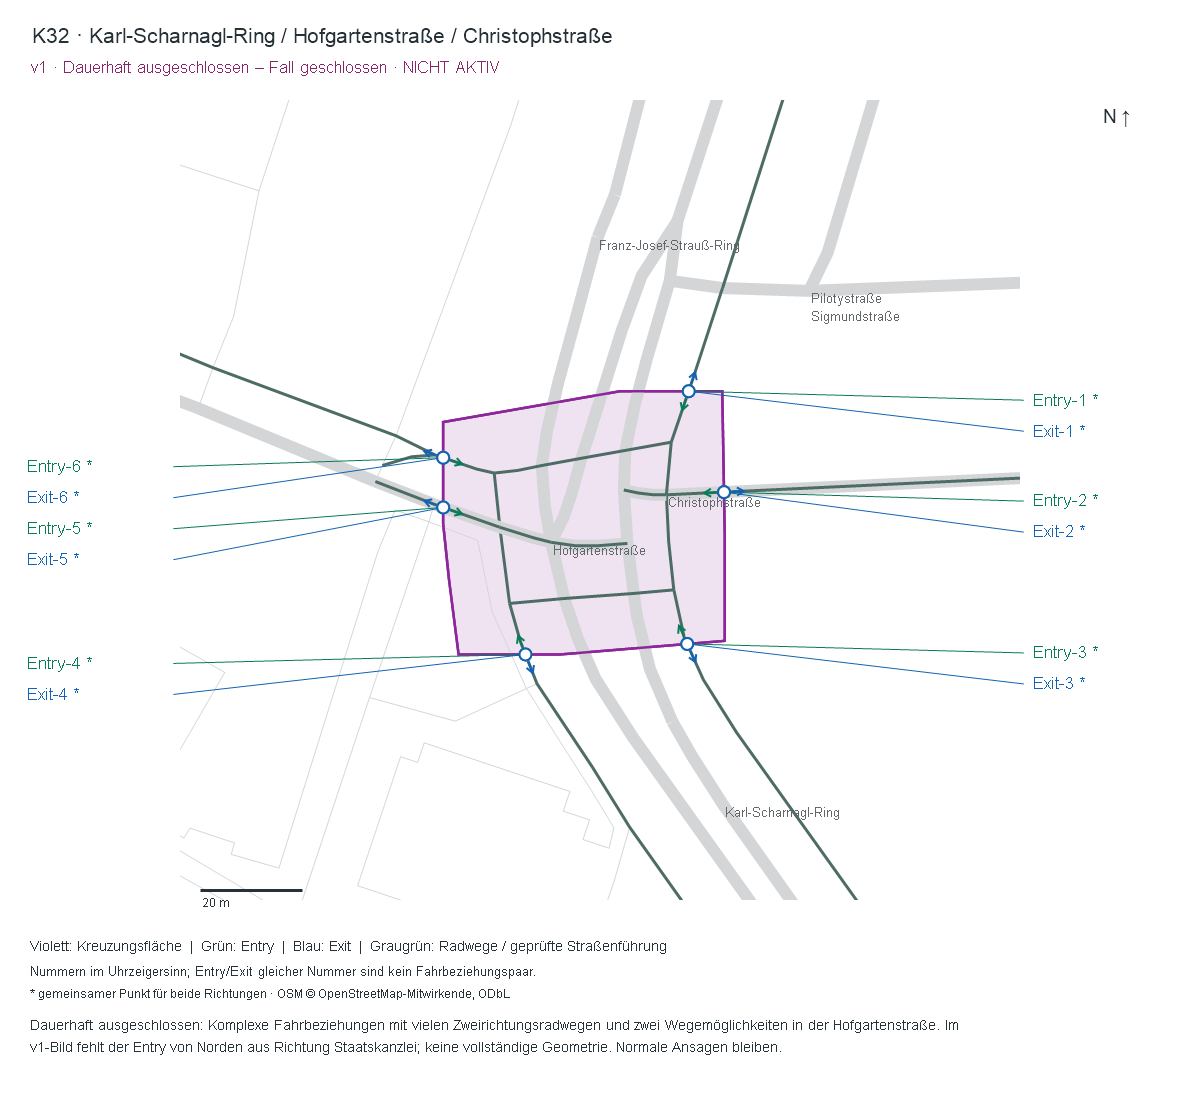 K32 · Karl-Scharnagl-Ring / Hofgartenstraße / Christophstraße
v1 · Dauerhaft ausgeschlossen – Fall geschlossen · NICHT AKTIV
N ↑
Franz-Josef-Strauß-Ring
Pilotystraße
Sigmundstraße
Entry-1 *
Exit-1 *
Entry-6 *
Exit-6 *
Entry-5 *
Exit-5 *
Christophstraße
Entry-2 *
Exit-2 *
Hofgartenstraße
Entry-4 *
Exit-4 *
Entry-3 *
Exit-3 *
Karl-Scharnagl-Ring
20 m
Violett: Kreuzungsfläche | Grün: Entry | Blau: Exit | Graugrün: Radwege / geprüfte Straßenführung
Nummern im Uhrzeigersinn; Entry/Exit gleicher Nummer sind kein Fahrbeziehungspaar.
* gemeinsamer Punkt für beide Richtungen · OSM © OpenStreetMap-Mitwirkende, ODbL
Dauerhaft ausgeschlossen: Komplexe Fahrbeziehungen mit vielen Zweirichtungsradwegen und zwei Wegemöglichkeiten in der Hofgartenstraße. Im
v1-Bild fehlt der Entry von Norden aus Richtung Staatskanzlei; keine vollständige Geometrie. Normale Ansagen bleiben.